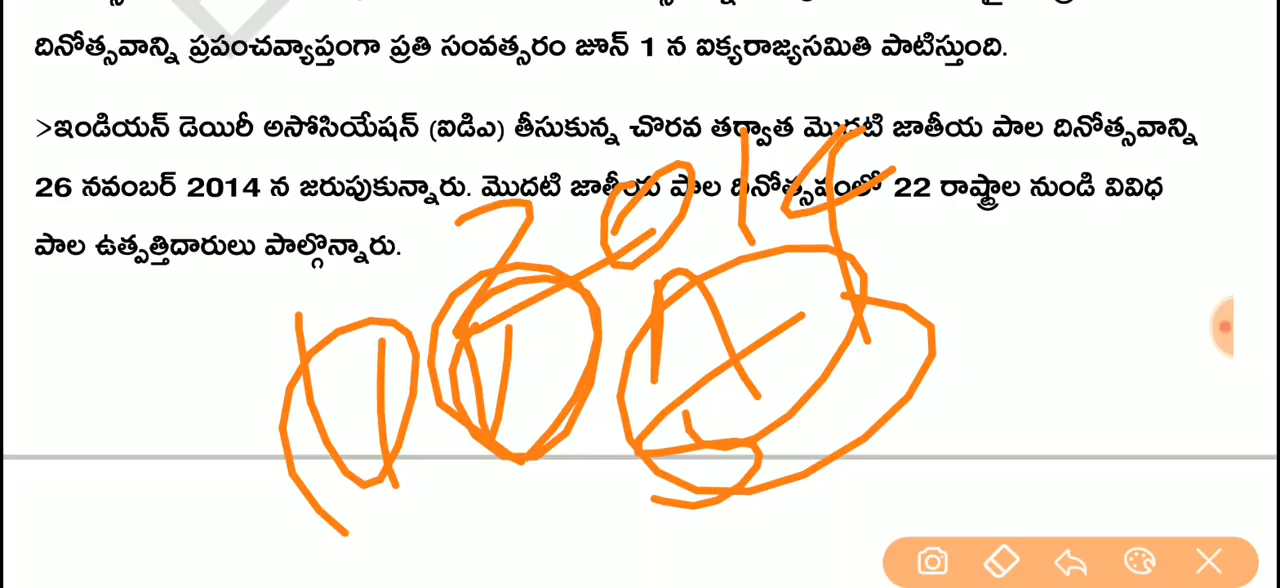 దినోత్సవాన్ని ప్రపంచవ్యాప్తంగా ప్రతి సంవత్సరం జూన్ 1 న ఐక్యరాజ్యసమితి పాటిస్తుంది.
>ఇండియన్ డెయిరీ అసోసియేషన్ (ఐడిఎ) తీసుకున్న చొరవ తర్వాత మొదటి జాతీయ పాల దినోత్సవాన్ని
26 నవంబర్ 2014 న జరుపుకున్నారు. మొదటి జాతీయ పాల దినోత్సవంలో 22 రాష్ట్రాల నుండి వివిధ
పాల ఉత్పత్తిదారులు పాల్గొన్నారు.
2014